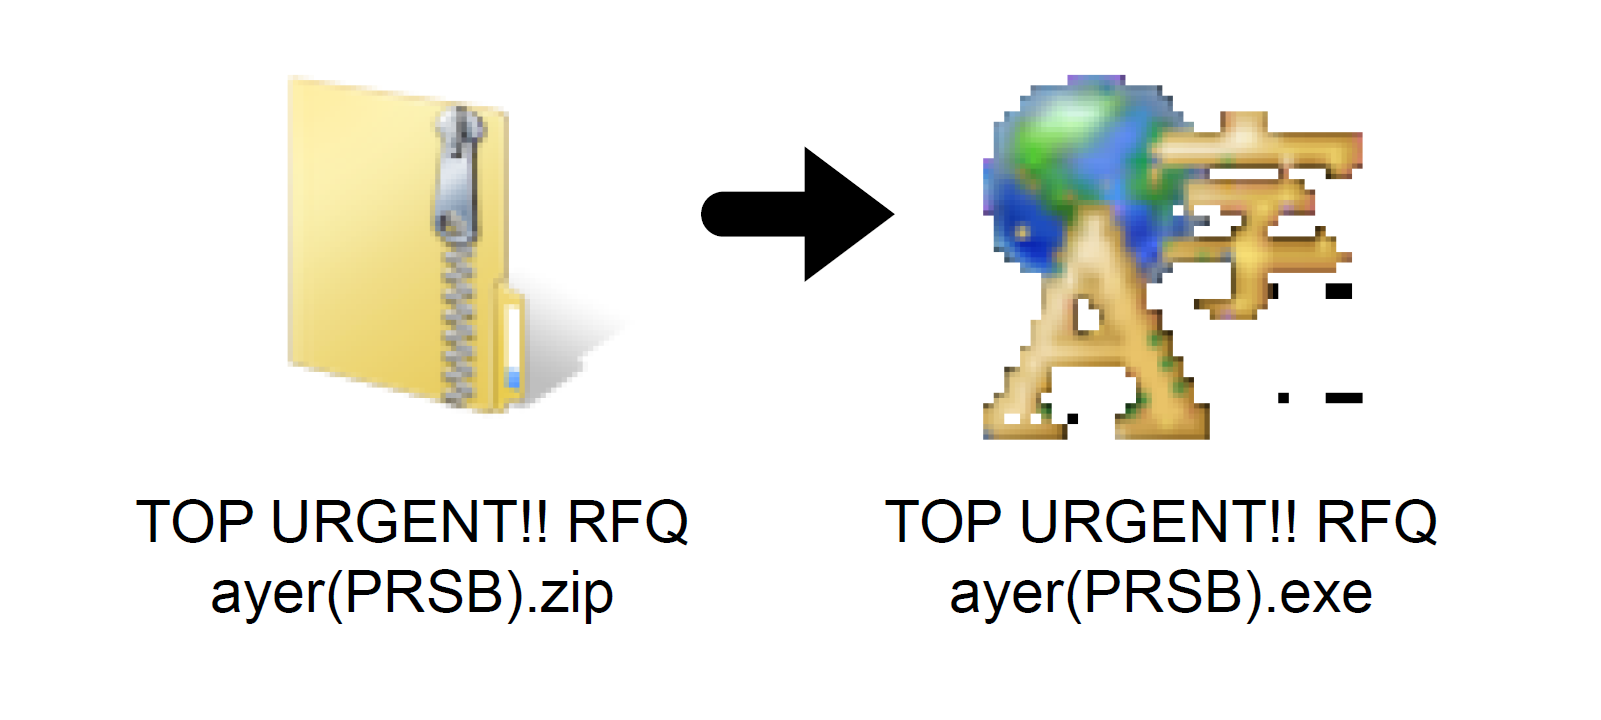 TOP URGENT!! RFQ
ayer(PRSB).zip
TOP URGENT!! RFQ
ayer(PRSB).exe